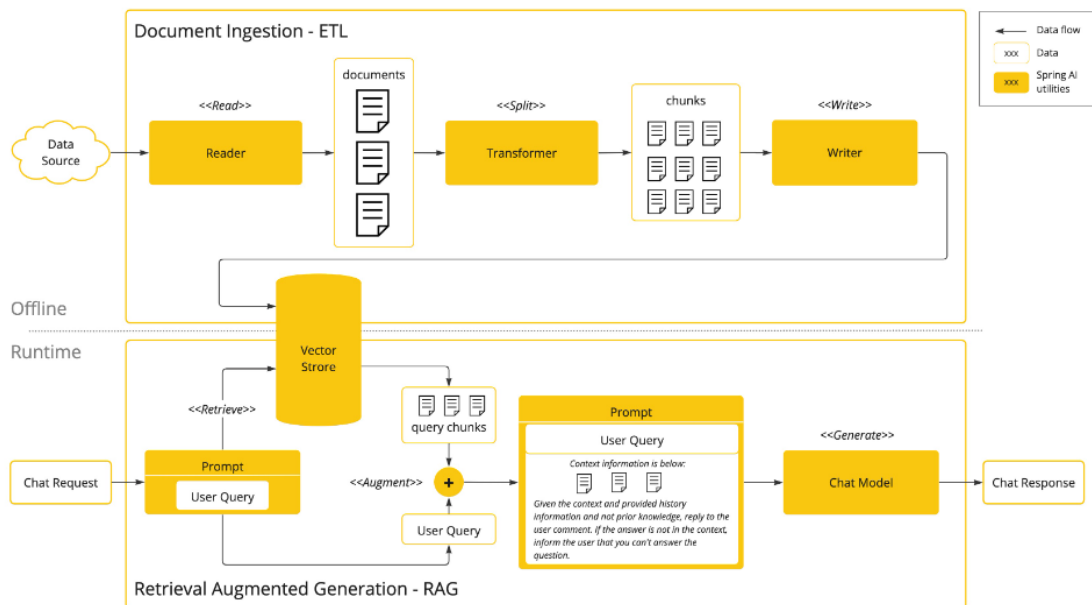 Document Ingestion - ETL
Data flow
xxx
Data
xxx
Spring AI
utilities
documents
chunks
<<Read>>
<<Split>>
<<Write>>
Data
Source
Reader
Transformer
Writer
Offline
Runtime
Vector
Strore
<<Retrieve>>
query chunks
Prompt
User Query
Context information is below:
Given the context and provided history
information and not prior knowledge, reply to the
user comment. If the answer is not in the context,
inform the user that you can't answer the
question.
<<Generate>>
Chat Request
Prompt
User Query
<<Augment>>
+
User Query
Chat Model
Chat Response
Retrieval Augmented Generation - RAG